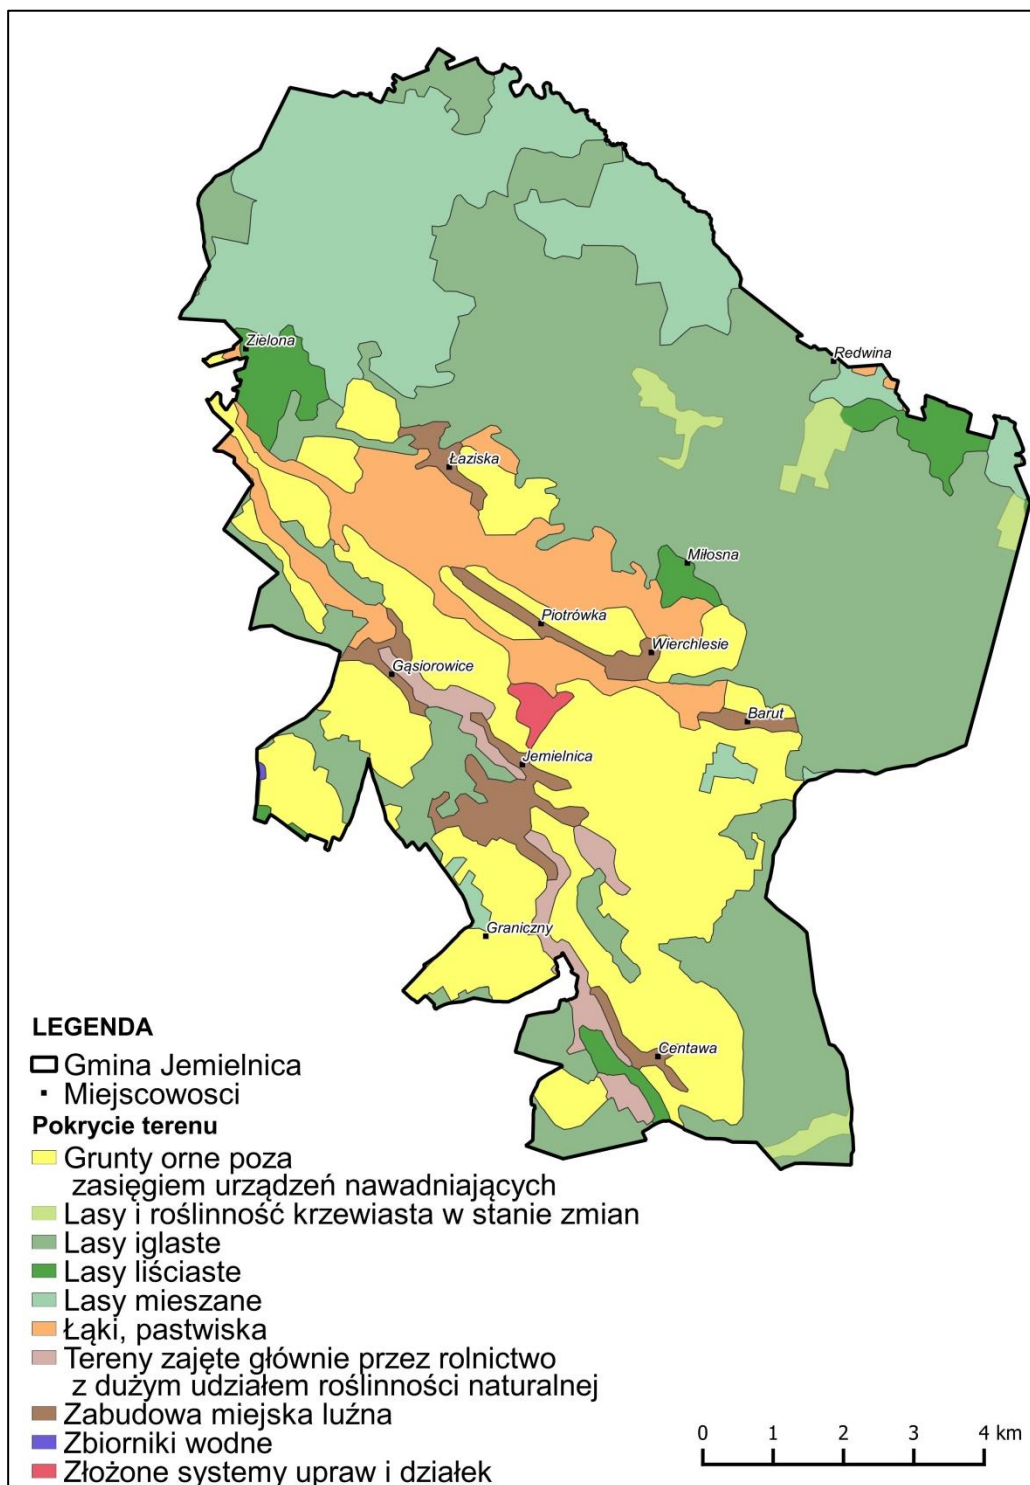 Zielona
Redwina
Łaziska
Miłosna
Piotrówka
Wierchlesie
Gąsiorowice
Barut
Jemielnica
Graniczny
Centawa
LEGENDA
Gmina Jemielnica
Miejscowosci
Pokrycie terenu
Grunty orne poza
zasięgiem urządzeń nawadniających
Lasy i roślinność krzewiasta w stanie zmian
Lasy iglaste
Lasy liściaste
Lasy mieszane
Łąki, pastwiska
Tereny zajęte głównie przez rolnictwo
z dużym udziałem roślinności naturalnej
Zabudowa miejska luźna
Zbiorniki wodne
Złożone systemy upraw i działek
0 1 2 3 4 km